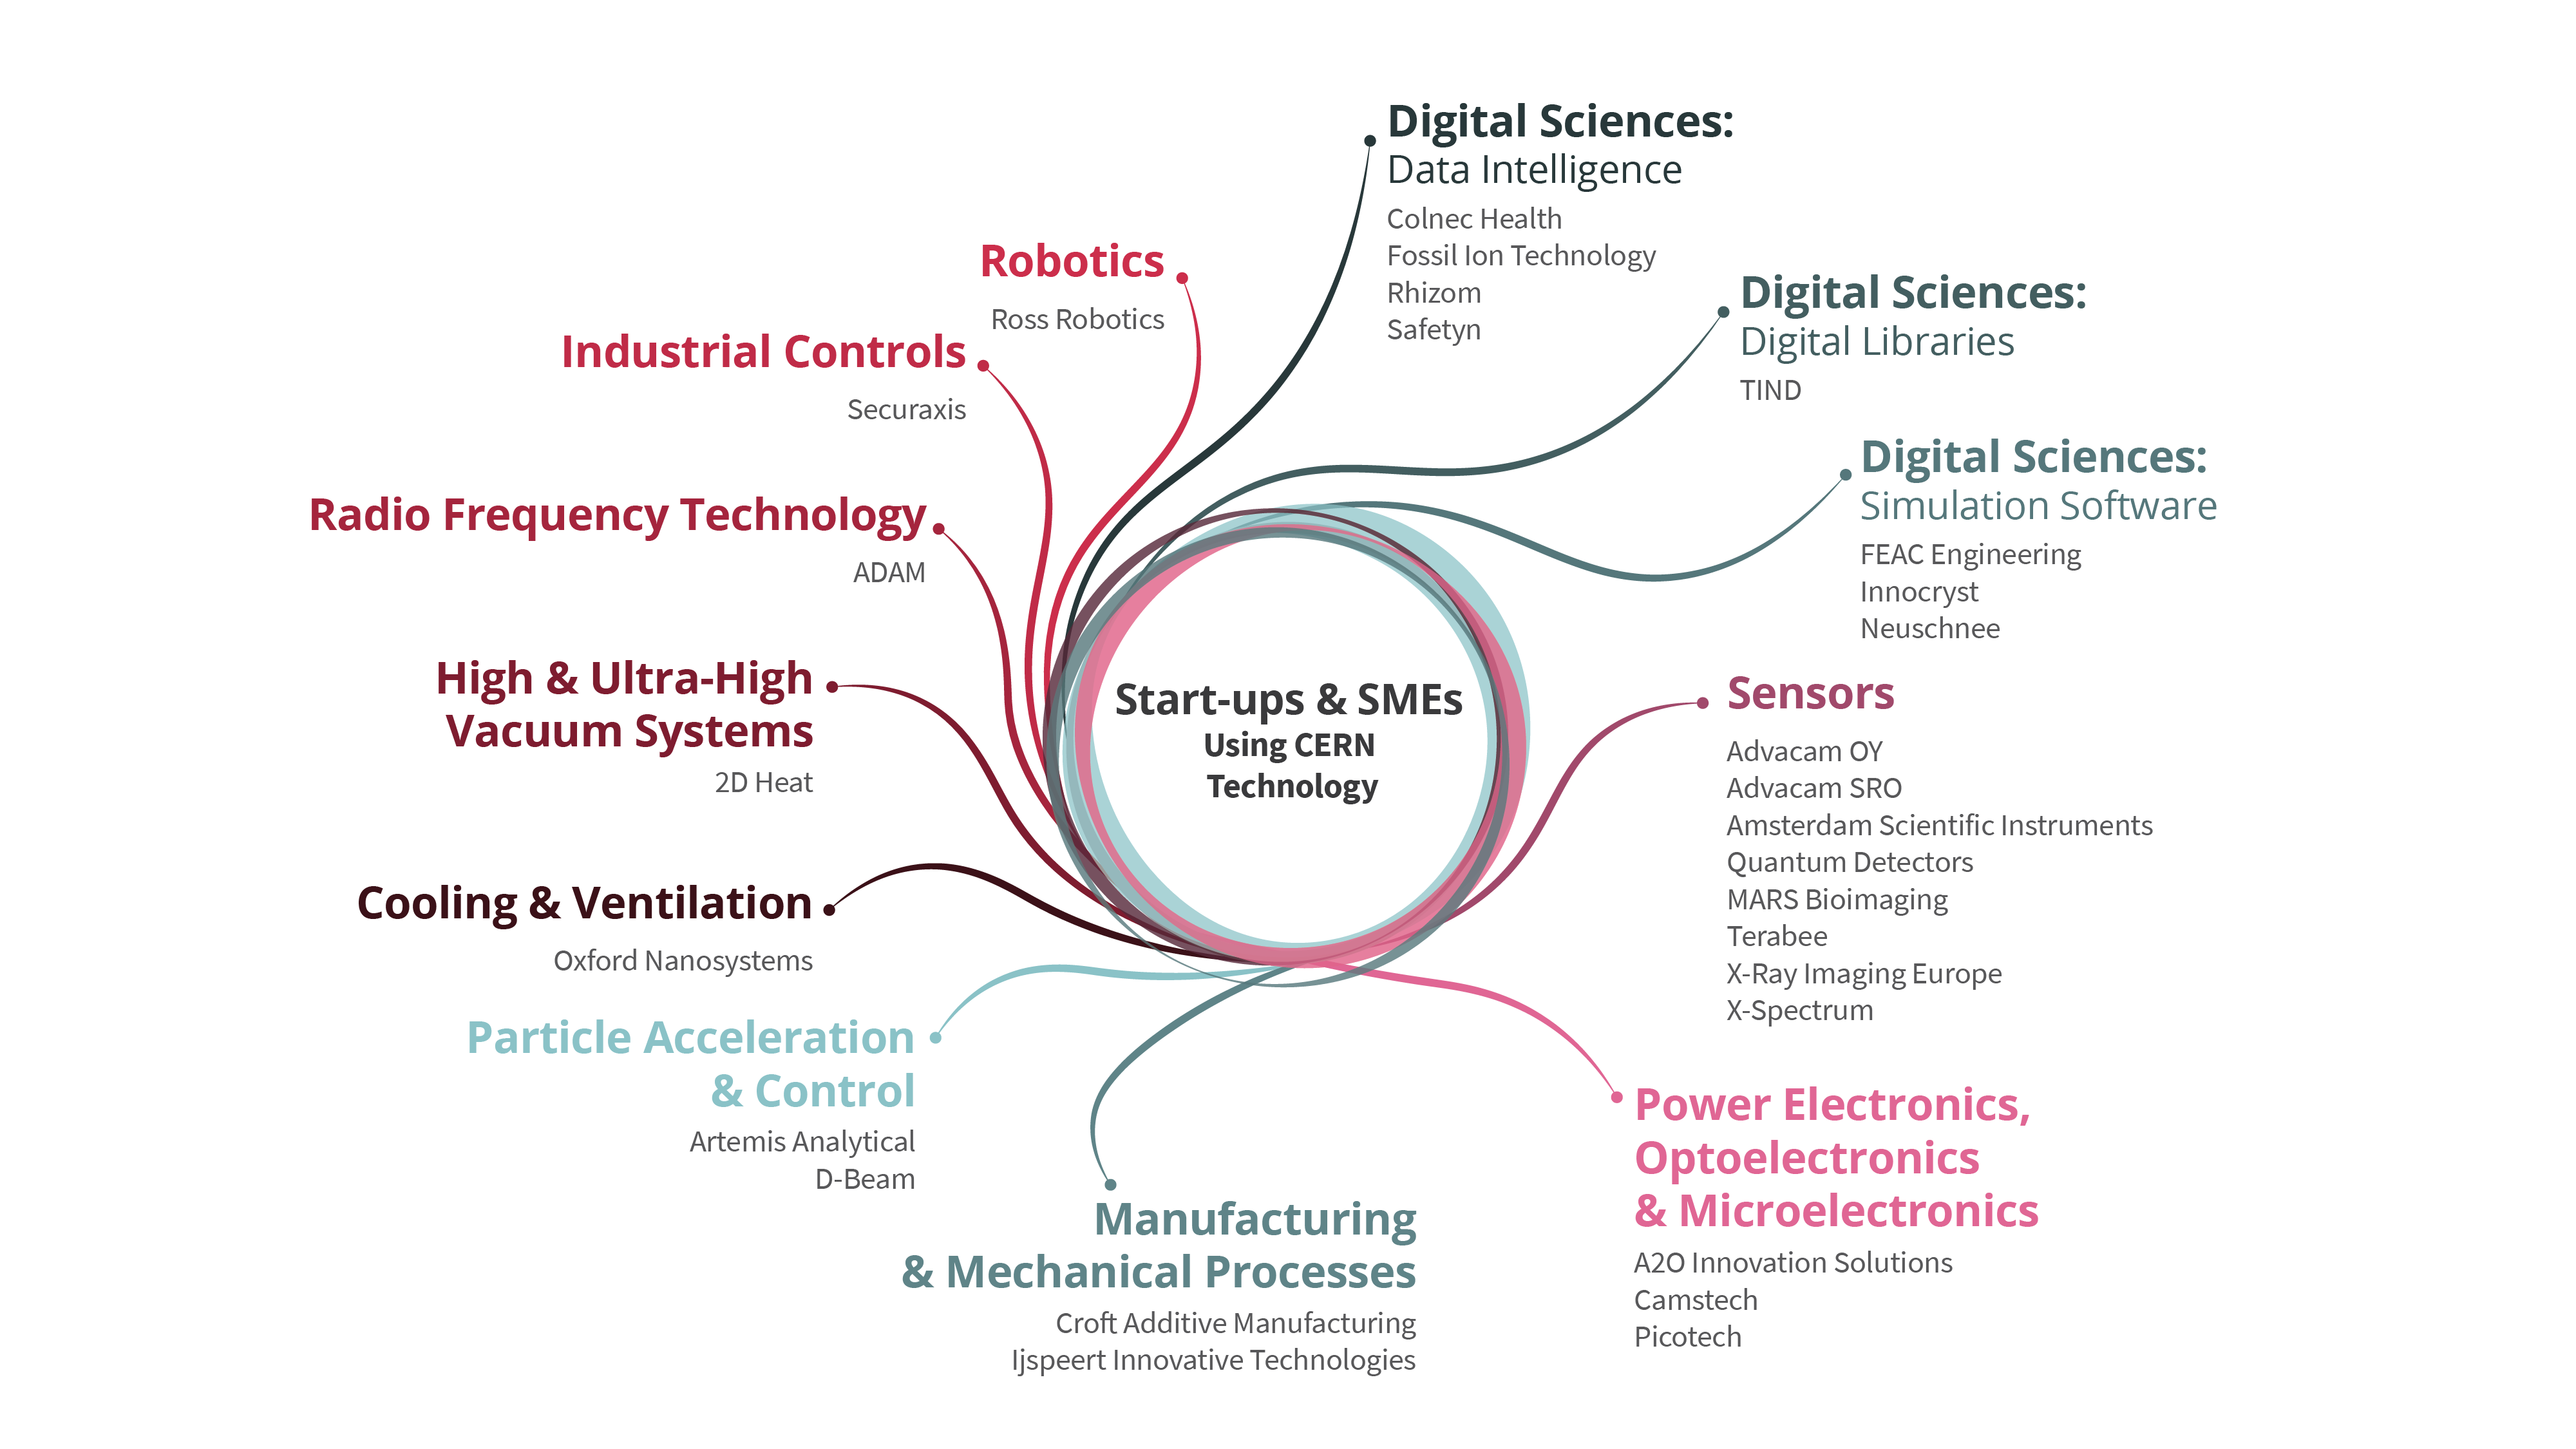 Digital Sciences:
Data Intelligence
Colnec Health
Fossil Ion Technology
Rhizom
Safetyn
Digital Sciences:
Digital Libraries
TIND
Digital Sciences:
Simulation Software
FEAC Engineering
Innocryst
Neuschnee
Sensors
Advacam OY
Advacam SRO
Amsterdam Scientific Instruments
Quantum Detectors
MARS Bioimaging
Terabee
X-Ray Imaging Europe
X-Spectrum
Power Electronics,
Optoelectronics
& Microelectronics
A2O Innovation Solutions
Camstech
Picotech
Manufacturing
& Mechanical Processes
Croft Additive Manufacturing
Ijspeert Innovative Technologies
Particle Acceleration
& Control
Artemis Analytical
D-Beam
Cooling & Ventilation
Oxford Nanosystems
High & Ultra-High
Vacuum Systems
2D Heat
Radio Frequency Technology
ADAM
Industrial Controls
Securaxis
Robotics
Ross Robotics
Start-ups & SMEs
Using CERN
Technology